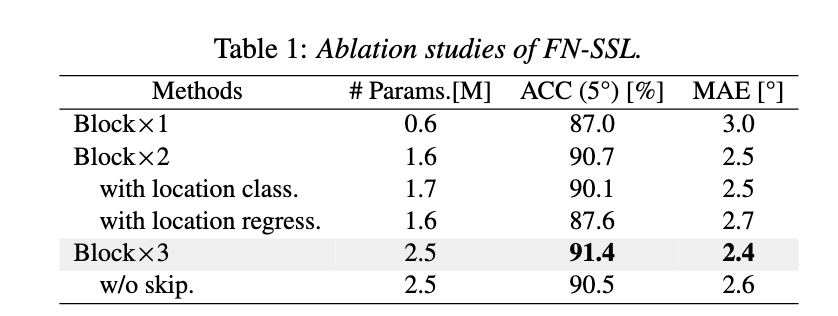 Table 1: Ablation studies of FN-SSL.
Methods # Params.[M] ACC (5°) [%] MAE [°]
Block×1 0.6 87.0 3.0
Block×2 1.6 90.7 2.5
with location class. 1.7 90.1 2.5
with location regress. 1.6 87.6 2.7
Block×3 2.5 91.4 2.4
w/o skip. 2.5 90.5 2.6